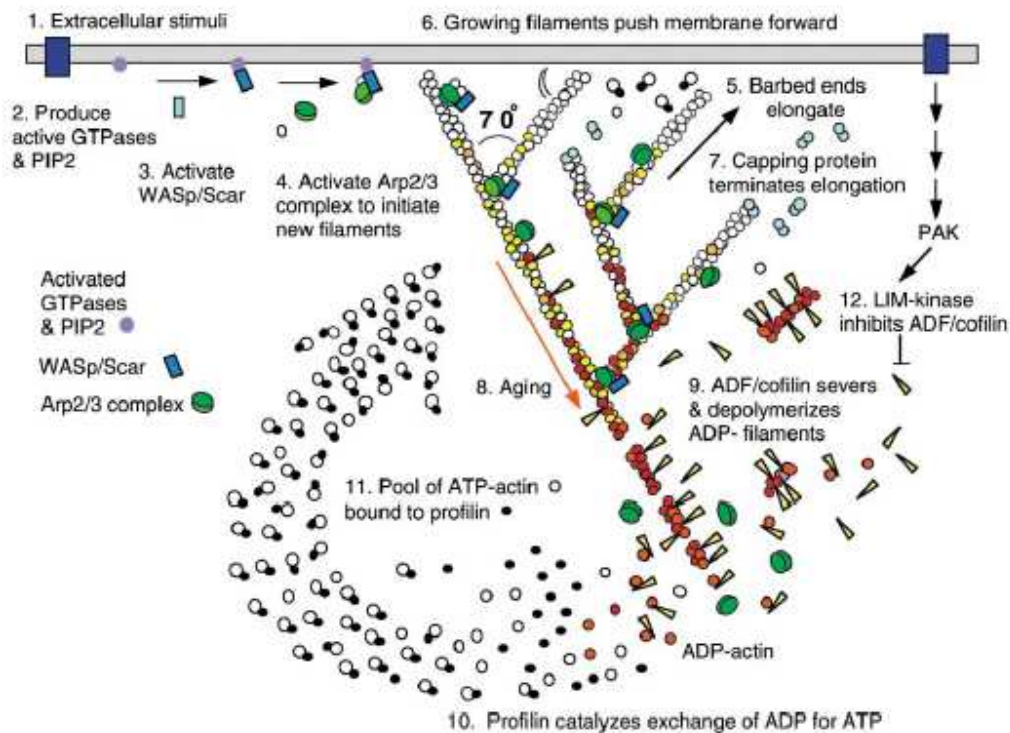 1. Extracellular stimuli
6. Growing filaments push membrane forward
2. Produce
active GTPases
& PIP2
3. Activate
WASp/Scar
4. Activate Arp2/3
complex to initiate
new filaments
70°
5. Barbed ends
elongate
7. Capping protein
terminates elongation
PAK
12. LIM-kinase
inhibits ADF/cofilin
Activated
GTPases
& PIP2
WASp/Scar
Arp2/3 complex
8. Aging
9. ADF/cofilin severs
& depolymerizes
ADP- filaments
11. Pool of ATP-actin
bound to profilin
ADP-actin
10. Profilin catalyzes exchange of ADP for ATP